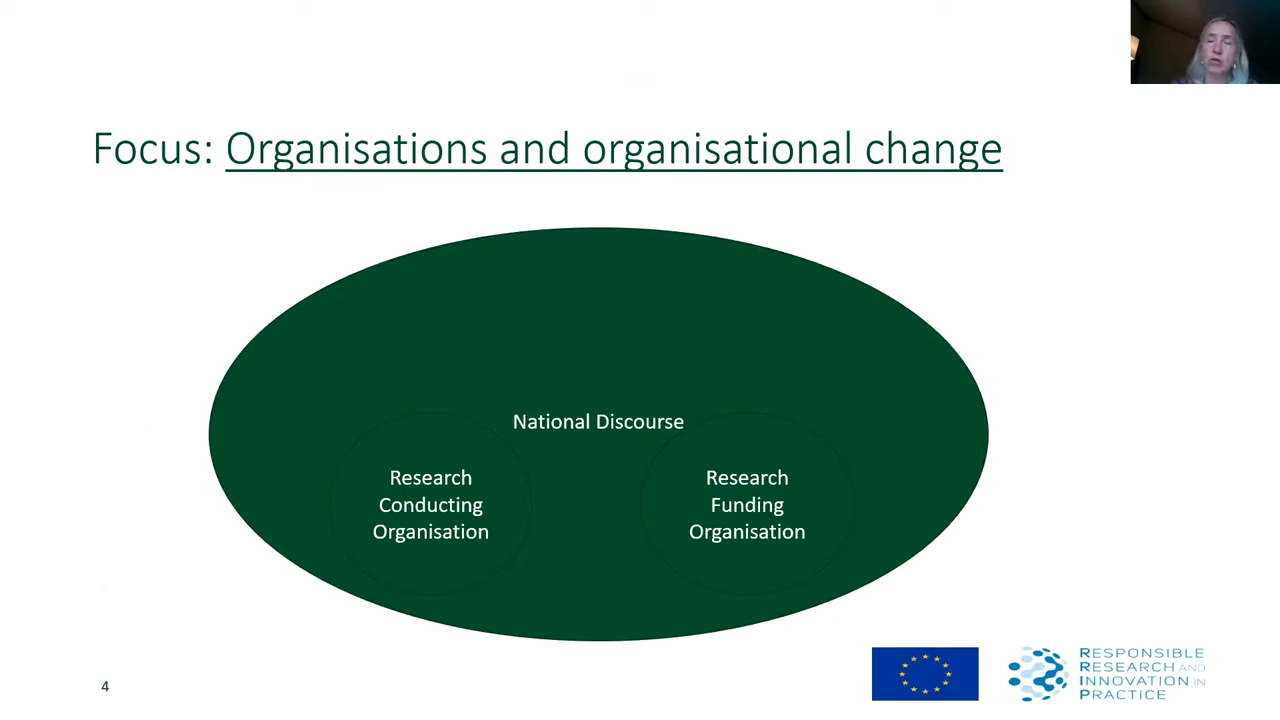 Focus: Organisations and organisational change
National Discourse
Research
Conducting
Organisation
Research
Funding
Organisation
4
RESPONSIBLE
RESEARCH AND
INNOVATION IN
PRACTICE